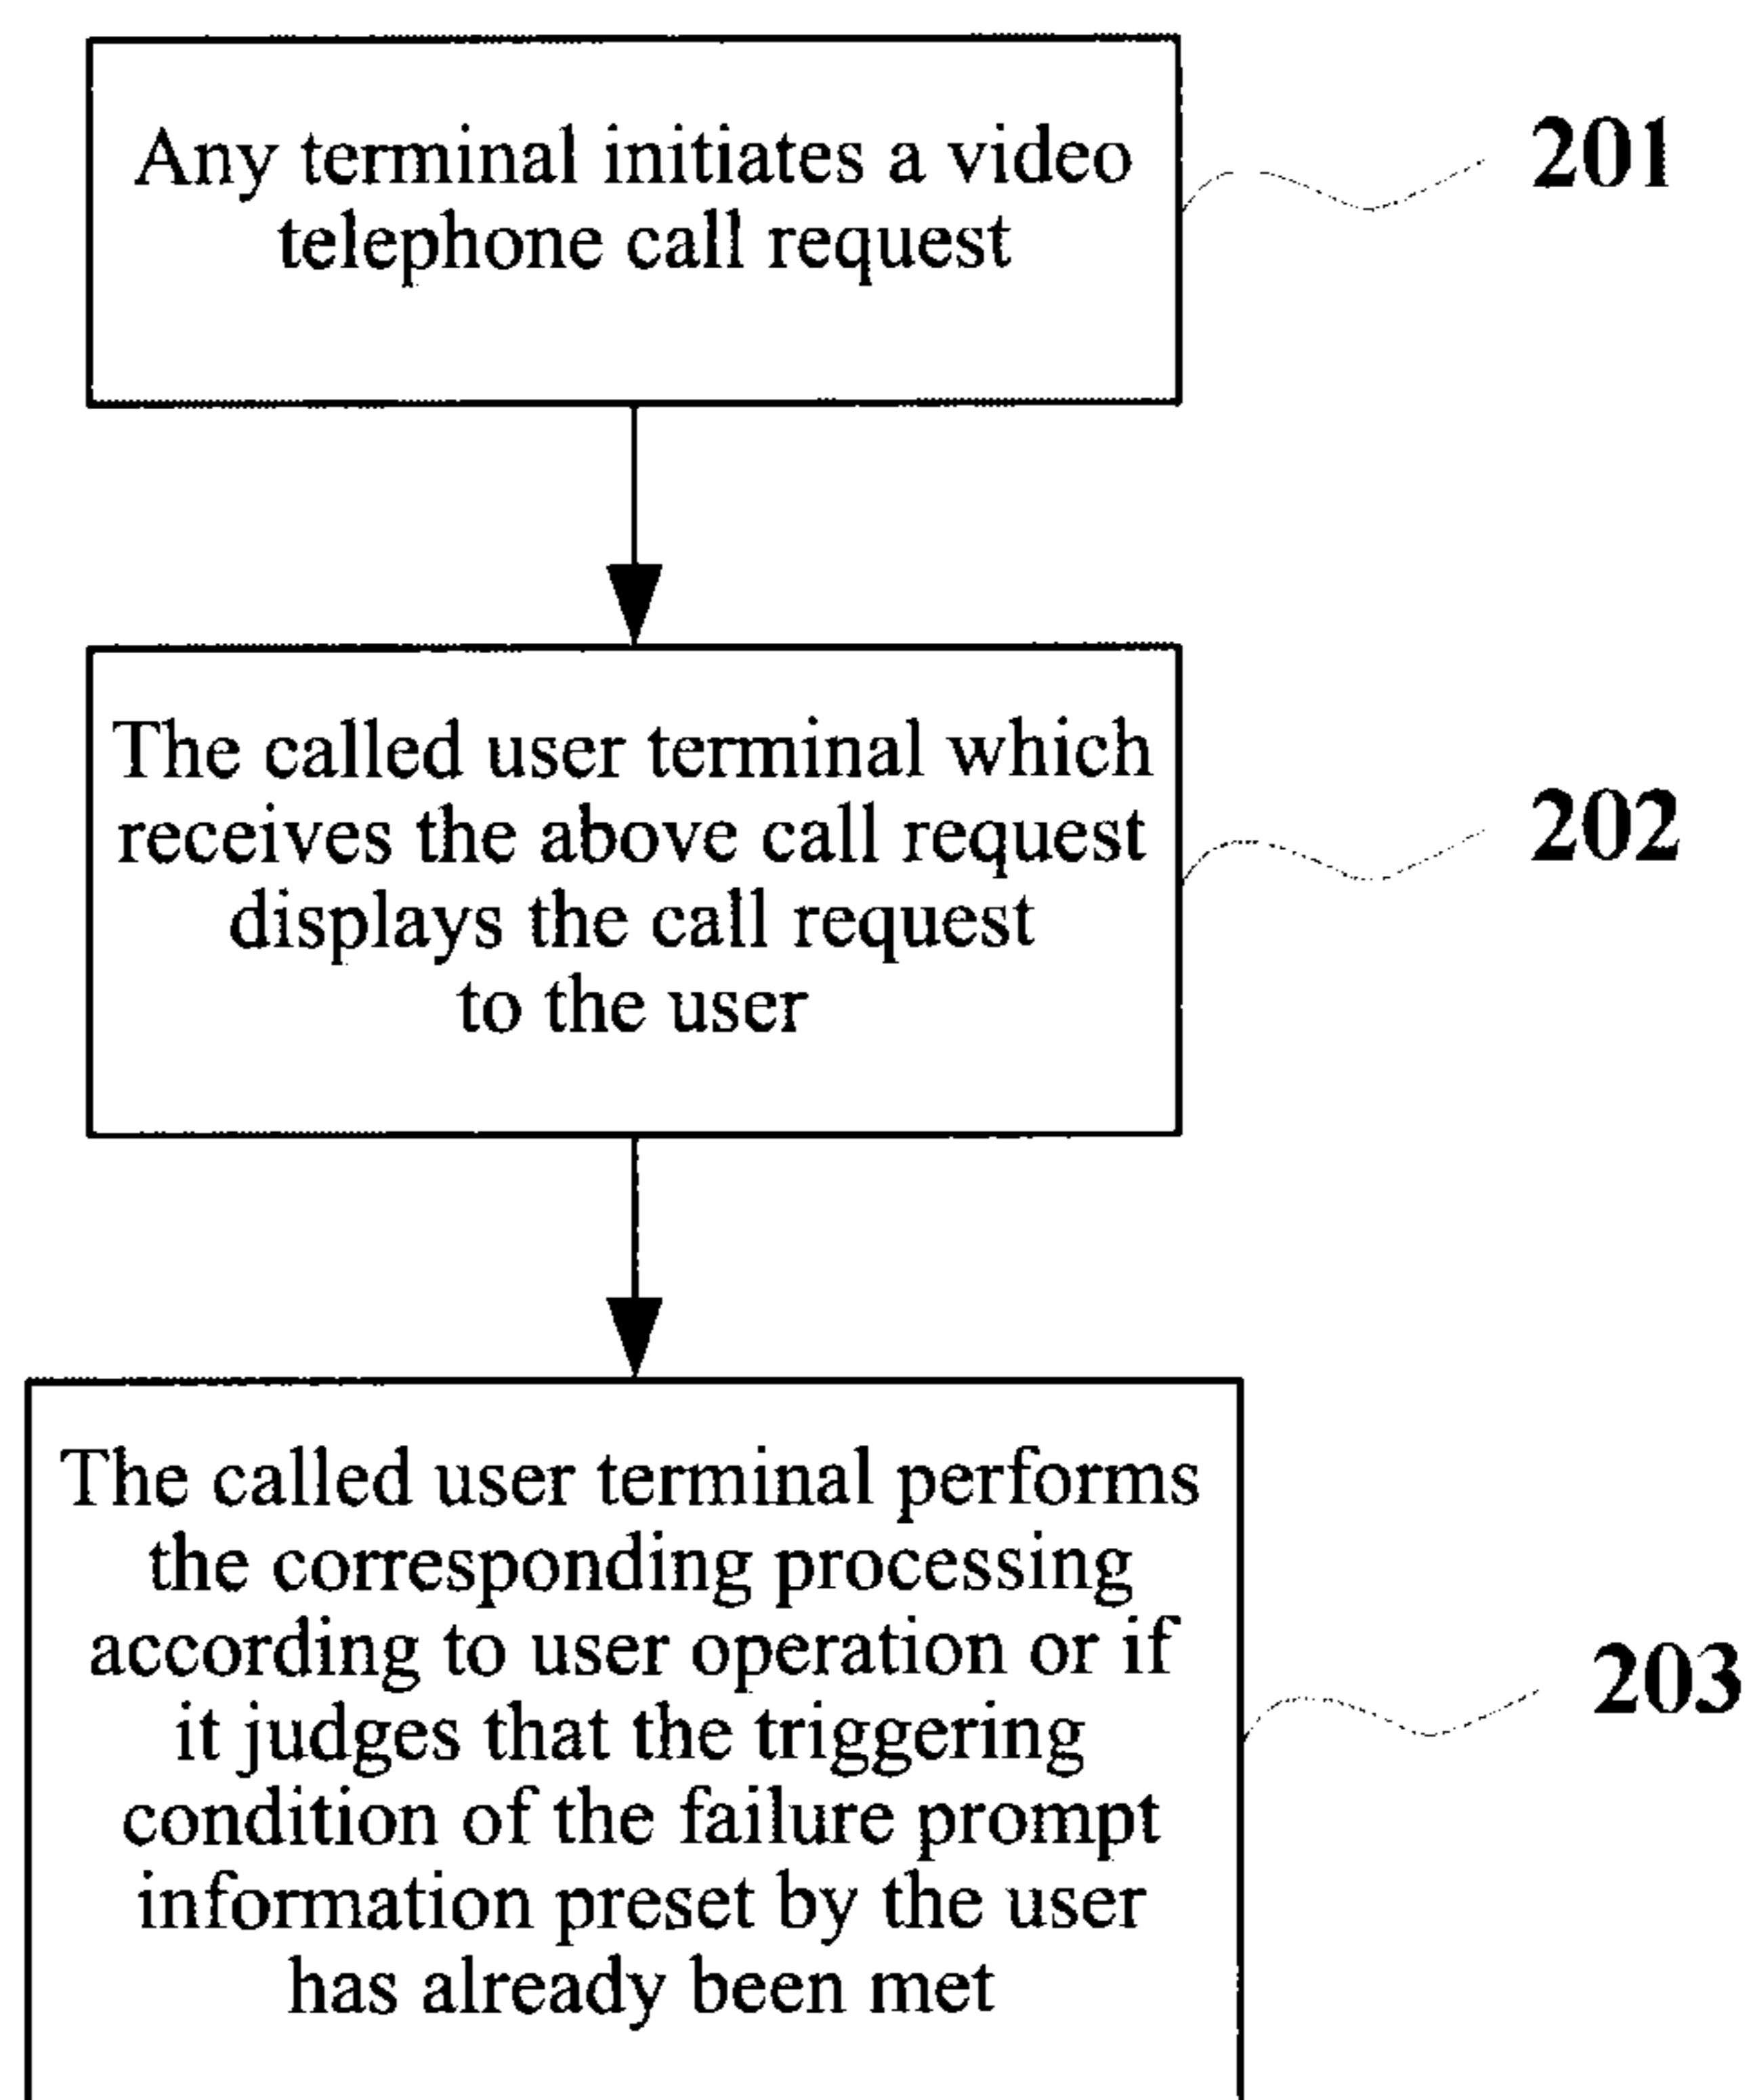 Any terminal initiates a video
telephone call request
201
The called user terminal which
receives the above call request
displays the call request
to the user
202
The called user terminal performs
the corresponding processing
according to user operation or if
it judges that the triggering
condition of the failure prompt
information preset by the user
has already been met
203